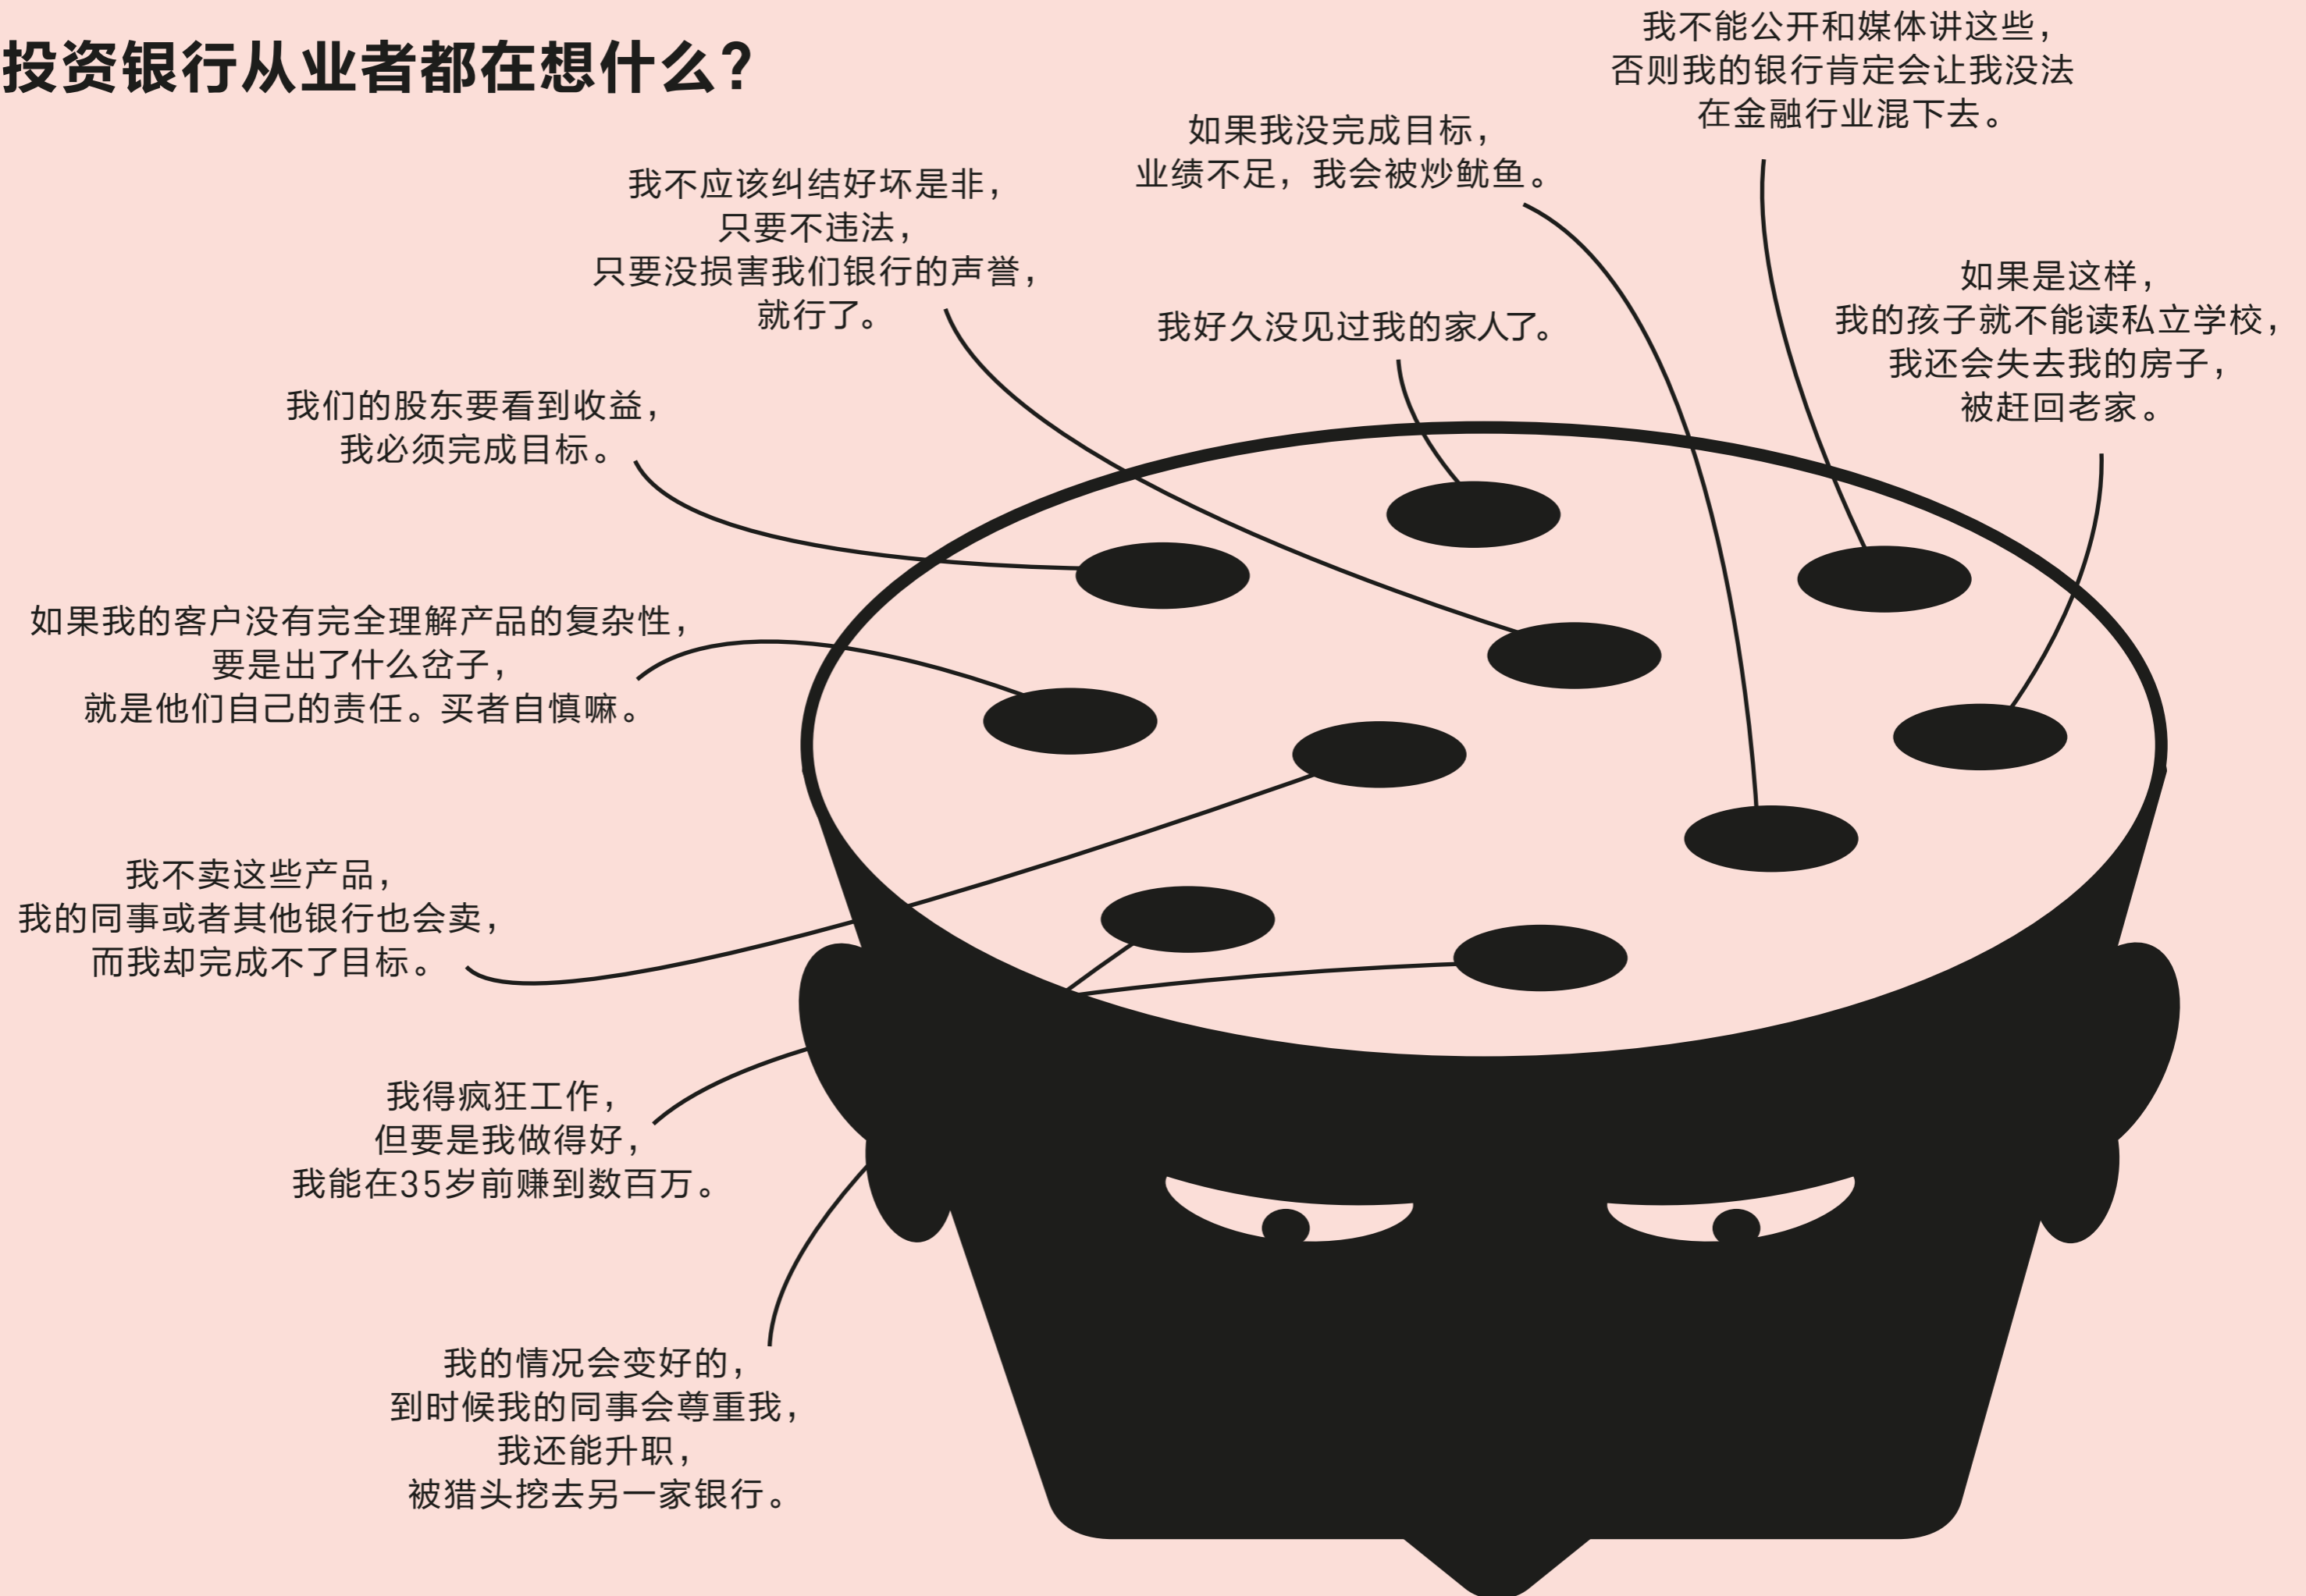 投资银行从业者都在想什么?
我不能公开和媒体讲这些,
否则我的银行肯定会让我没法
在金融行业混下去。
如果我没完成目标,
业绩不足,我会被炒鱿鱼。
我不应该纠结好坏是非,
只要不违法,
只要没损害我们银行的声誉,
就行了。
如果是这样,
我的孩子就不能读私立学校,
我还会失去我的房子,
被赶回老家。
我好久没见过我的家人了。
我们的股东要看到收益,
我必须完成目标。
如果我的客户没有完全理解产品的复杂性,
要是出了什么岔子,
就是他们自己的责任。买者自慎嘛。
我不卖这些产品,
我的同事或者其他银行也会卖,
而我却完成不了目标。
我得疯狂工作,
但要是我做得好,
我能在35岁前赚到数百万。
我的情况会变好的,
到时候我的同事会尊重我,
我还能升职,
被猎头挖去另一家银行。